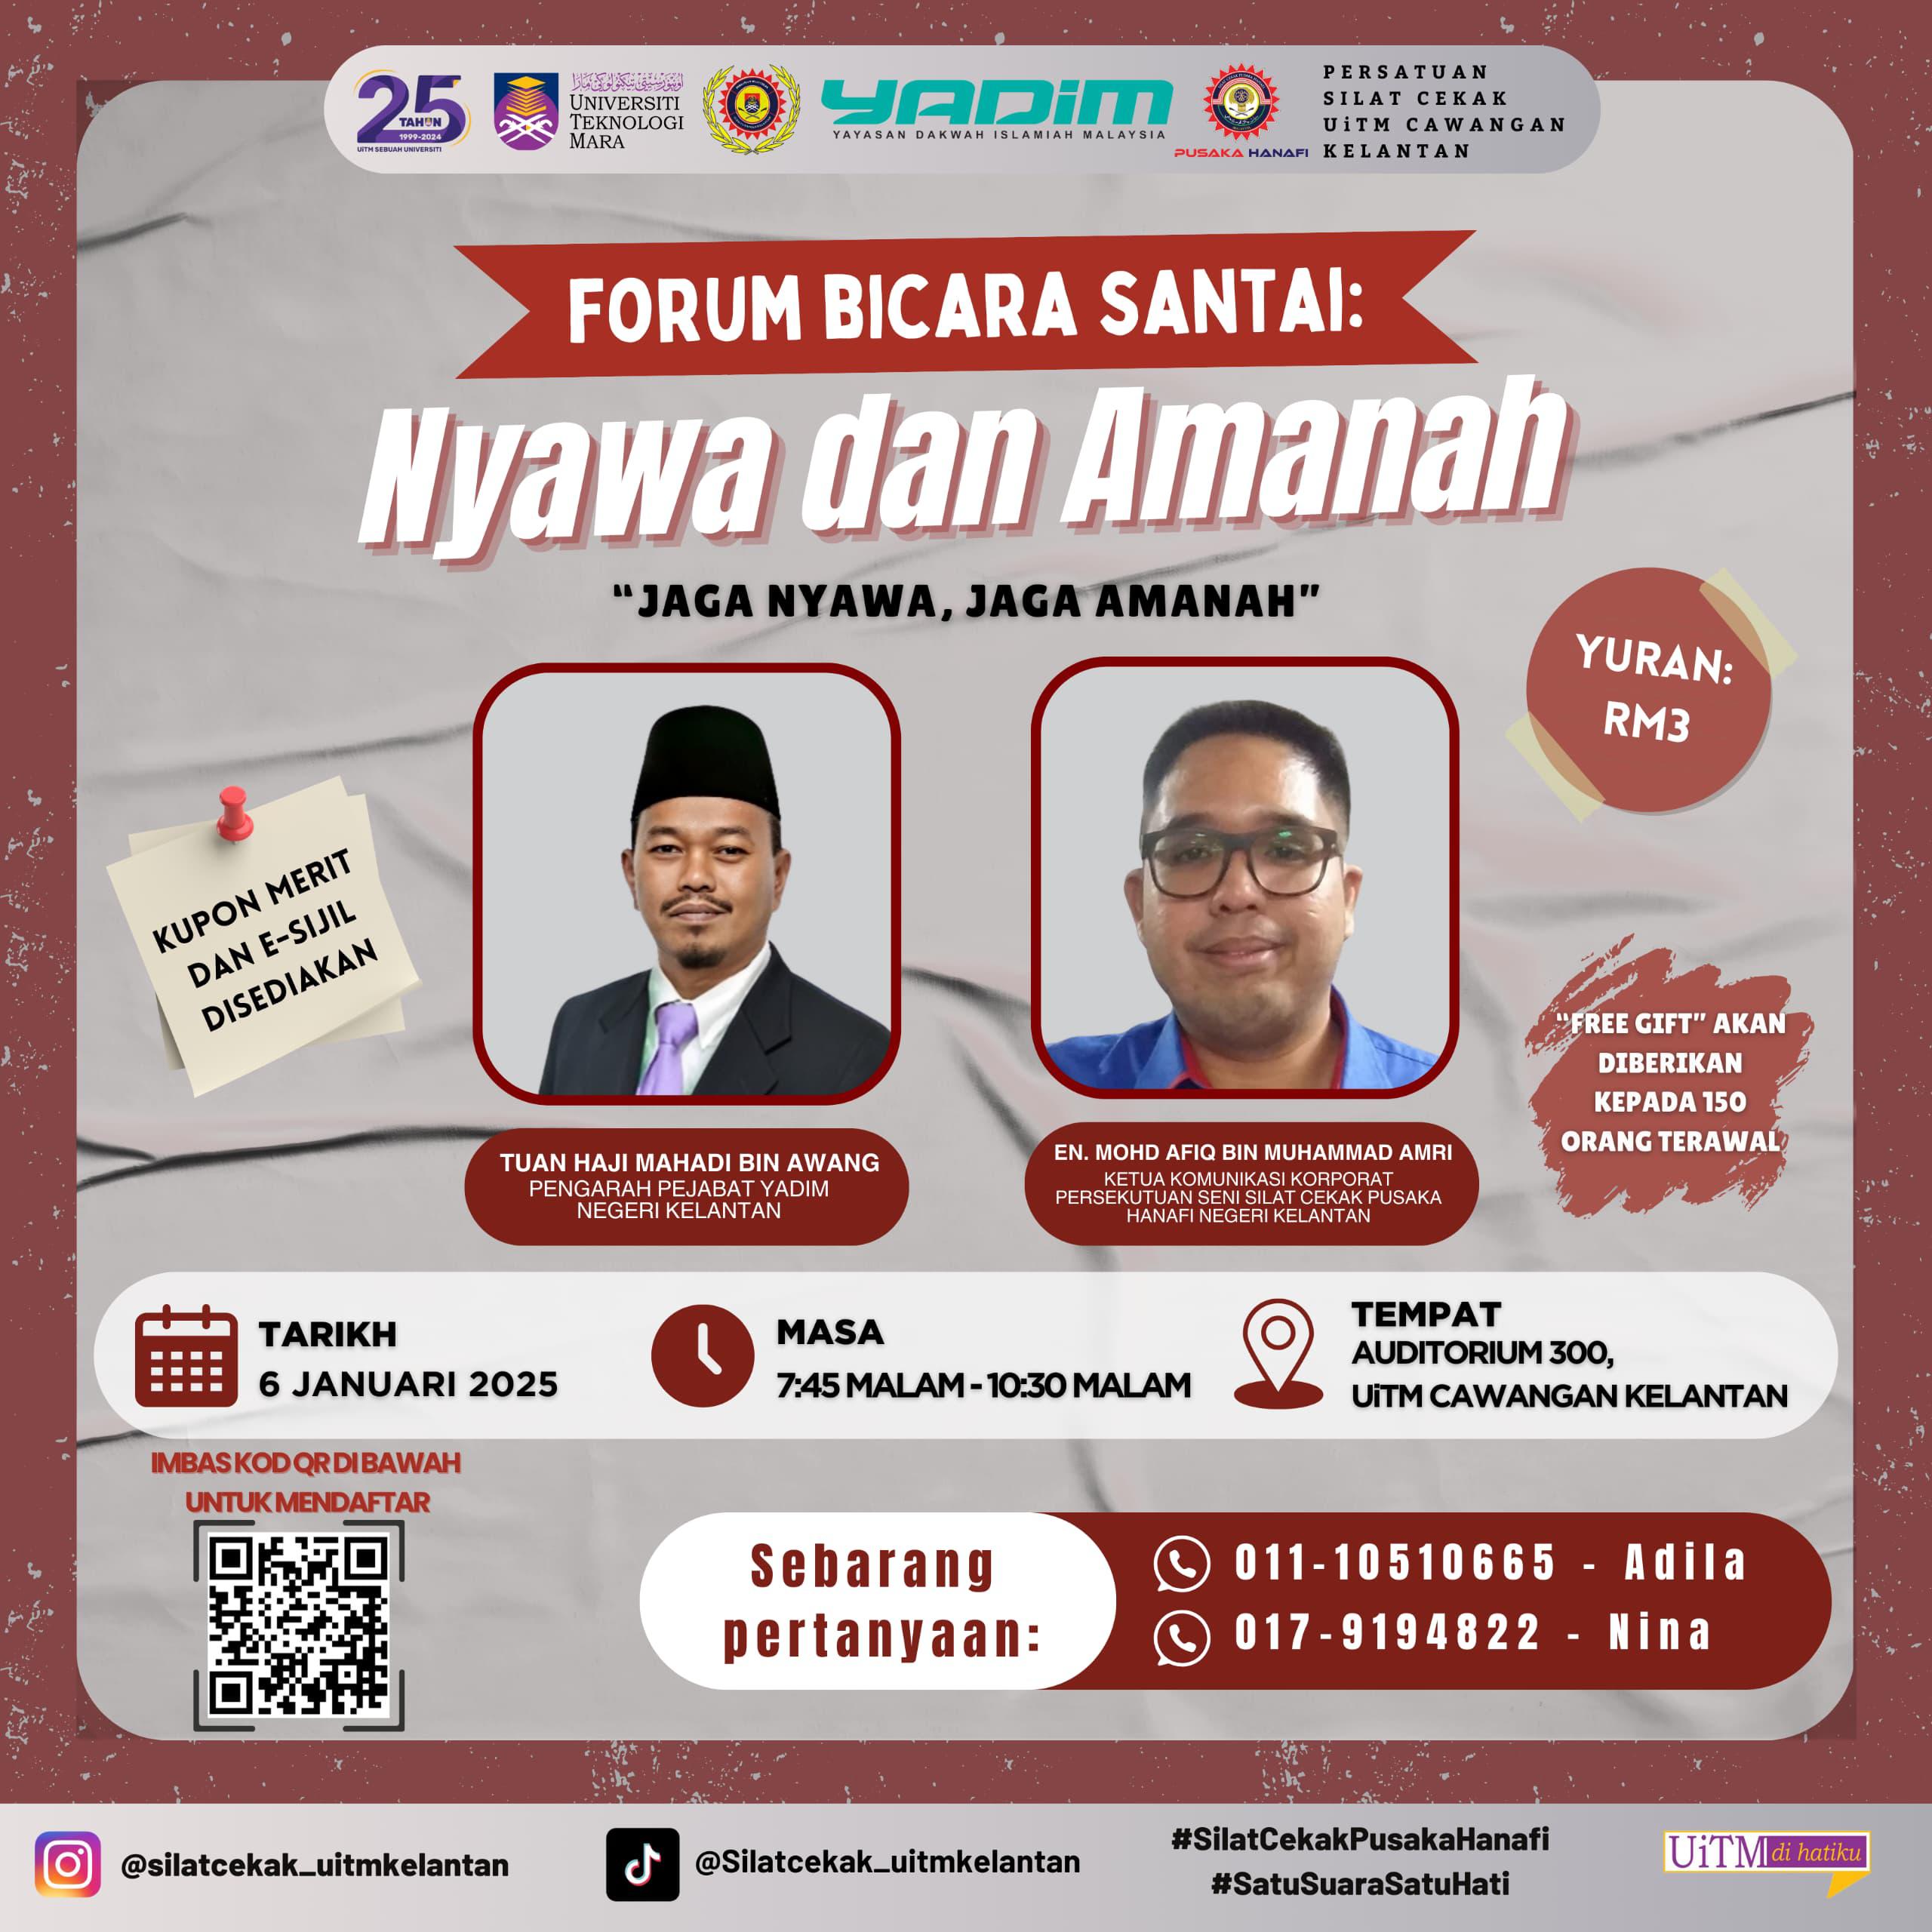 25
TAHUN
1999-2024
UITM SEBUAH UNIVERSITI
UNIVERSITI
TEKNOLOGI
MARA
YADIM
YAYASAN DAKWAH ISLAMIAH MALAYSIA
PUSAKA HANAFI
PERSATUAN
SILAT CEKAK
UiTM CAWANGAN
KELANTAN
FORUM BICARA SANTAI:
Nyawa dan Amanah
“JAGA NYAWA, JAGA AMANAH”
YURAN:
RM3
KUPON MERIT
DAN E-SIJIL
DISEDIAKAN
“FREE GIFT” AKAN
DIBERIKAN
KEPADA 150
ORANG TERAWAL
TUAN HAJI MAHADI BIN AWANG
PENGARAH PEJABAT YADIM
NEGERI KELANTAN
EN. MOHD AFIQ BIN MUHAMMAD AMRI
KETUA KOMUNIKASI KORPORAT
PERSEKUTUAN SENI SILAT CEKAK PUSAKA
HANAFI NEGERI KELANTAN
TARIKH
6 JANUARI 2025
MASA
7:45 MALAM - 10:30 MALAM
TEMPAT
AUDITORIUM 300,
UiTM CAWANGAN KELANTAN
IMBAS KOD QR DI BAWAH
UNTUK MENDAFTAR
Sebarang
pertanyaan:
011-10510665 - Adila
017-9194822 - Nina
@silatcekak_uitmkelantan
@Silatcekak_uitmkelantan
#SilatCekakPusakaHanafi
#SatuSuaraSatuHati
UiTM di hatiku